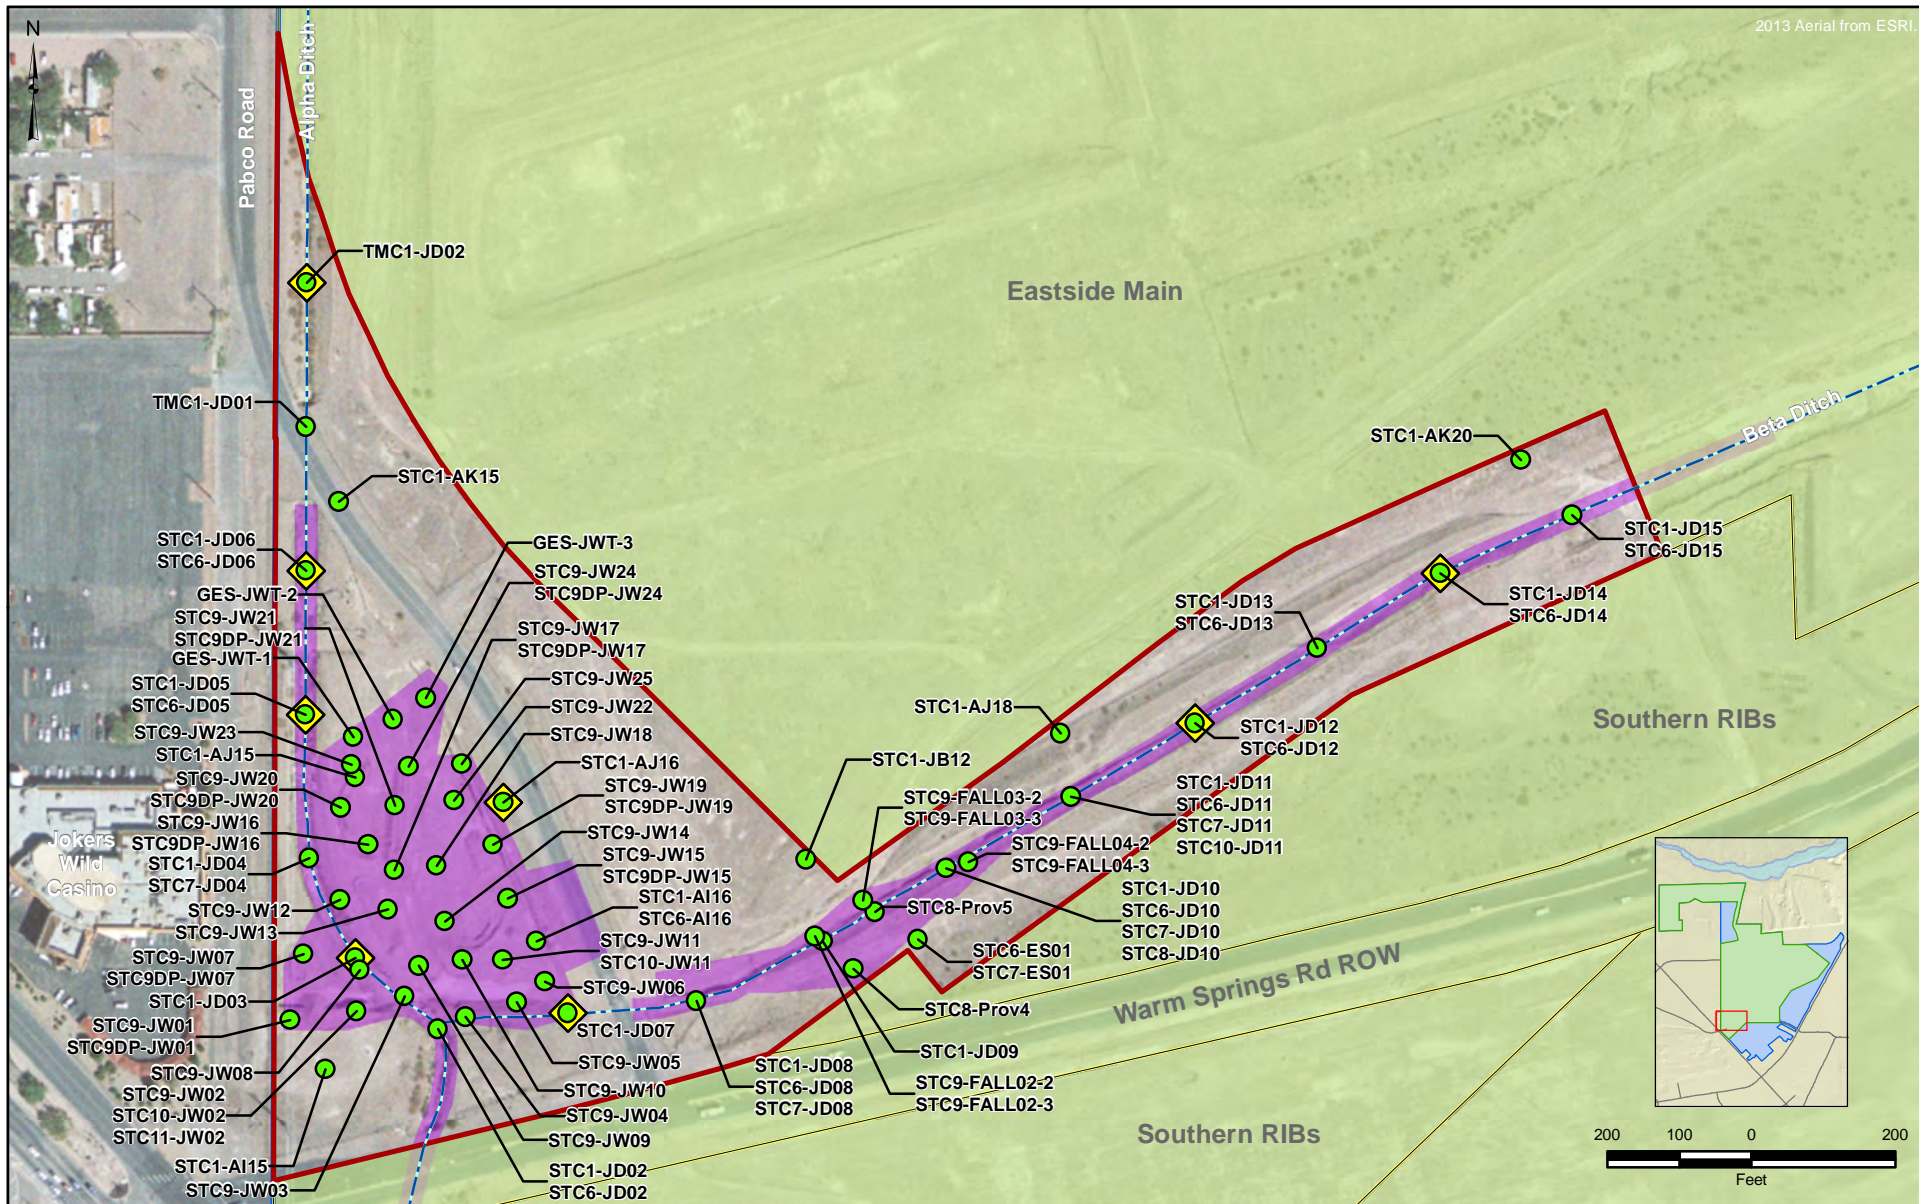 2013 Aerial from ESRI.
N
Pabco Road
Alpha Ditch
TMC1-JD02
Eastside Main
TMC1-JD01
Beta Ditch
STC1-AK20
STC1-AK15
STC1-JD06
STC6-JD06
GES-JWT-3
STC9-JW24
STC9DP-JW24
STC1-JD15
STC6-JD15
GES-JWT-2
STC9-JW21
STC9DP-JW21
GES-JWT-1
STC9-JW17
STC9DP-JW17
STC1-JD13
STC6-JD13
STC1-JD14
STC6-JD14
STC1-JD05
STC6-JD05
STC9-JW25
STC9-JW22
STC9-JW18
STC1-AJ18
STC1-JD12
STC6-JD12
Southern RIBs
STC9-JW23
STC1-AJ15
STC9-JW20
STC9DP-JW20
STC1-AJ16
STC9-JW19
STC9DP-JW19
STC1-JB12
STC9-FALL03-2
STC9-FALL03-3
STC1-JD11
STC6-JD11
STC7-JD11
STC10-JD11
STC9-JW16
STC9DP-JW16
STC1-JD04
STC7-JD04
Jokers
Wild
Casino
STC9-JW14
STC9-JW15
STC9DP-JW15
STC9-FALL04-2
STC9-FALL04-3
STC1-AI16
STC6-AI16
STC8-Prov5
STC1-JD10
STC6-JD10
STC7-JD10
STC8-JD10
STC9-JW12
STC9-JW13
STC9-JW11
STC10-JW11
STC6-ES01
STC7-ES01
STC9-JW07
STC9DP-JW07
STC1-JD03
STC9-JW06
STC8-Prov4
Warm Springs Rd ROW
STC9-JW01
STC9DP-JW01
STC1-JD07
STC1-JD09
STC9-JW08
STC9-JW05
STC1-JD08
STC6-JD08
STC7-JD08
STC9-FALL02-2
STC9-FALL02-3
STC9-JW02
STC10-JW02
STC11-JW02
STC9-JW10
STC9-JW04
STC9-JW09
Southern RIBs
STC1-AI15
STC9-JW03
STC1-JD02
STC6-JD02
200 100 0 200
Feet